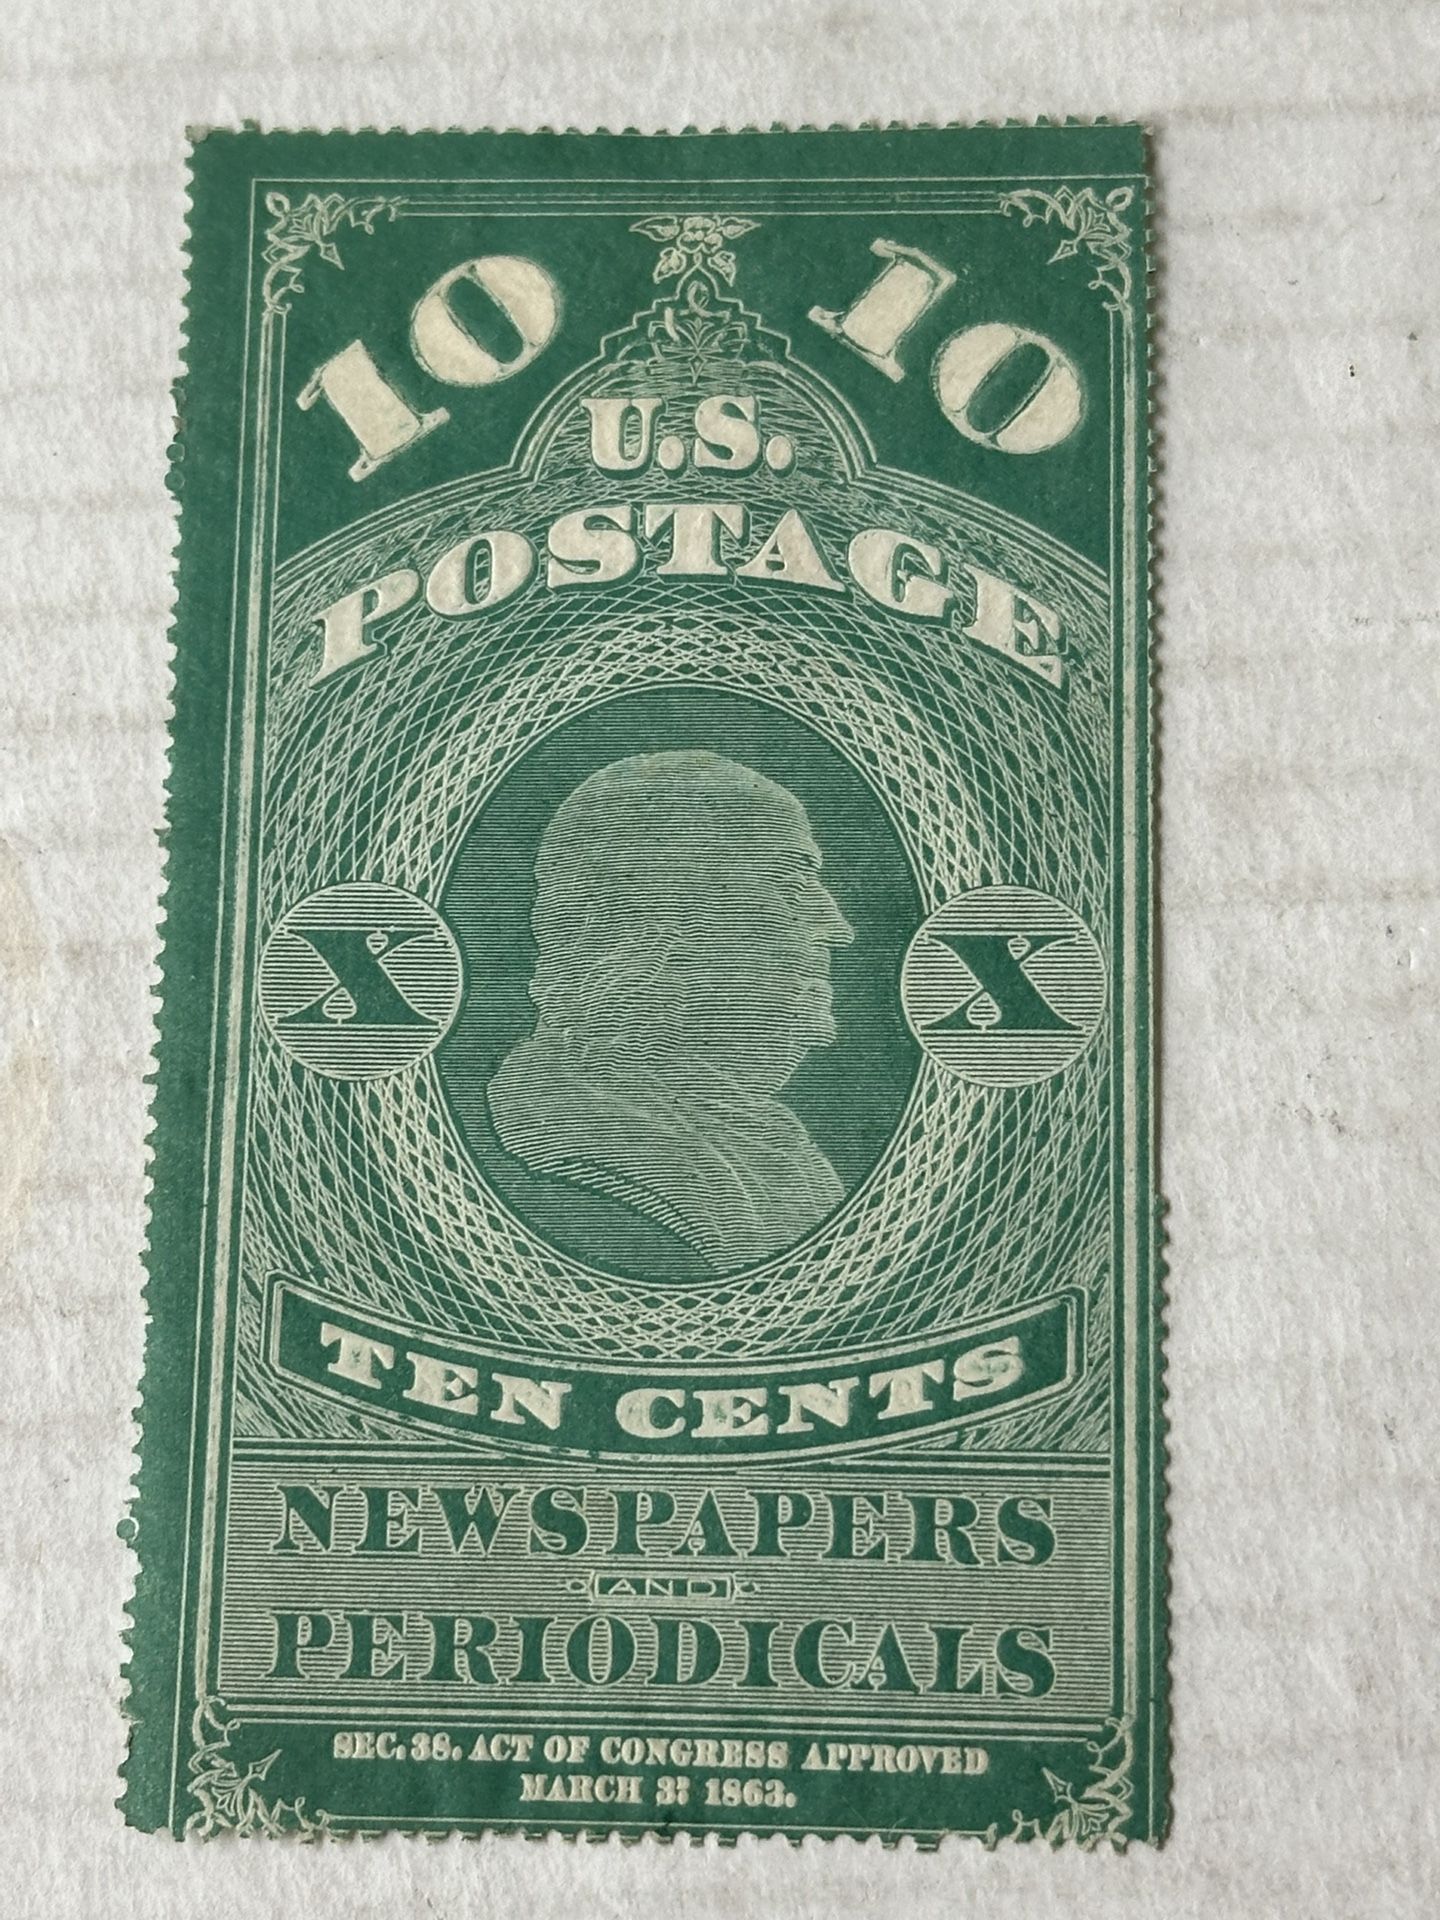 10 10
U.S.
POSTAGE
X X
TEN CENTS
NEWSPAPERS
AND
PERIODICALS
SEC. 38. ACT OF CONGRESS APPROVED
MARCH 3? 1863.